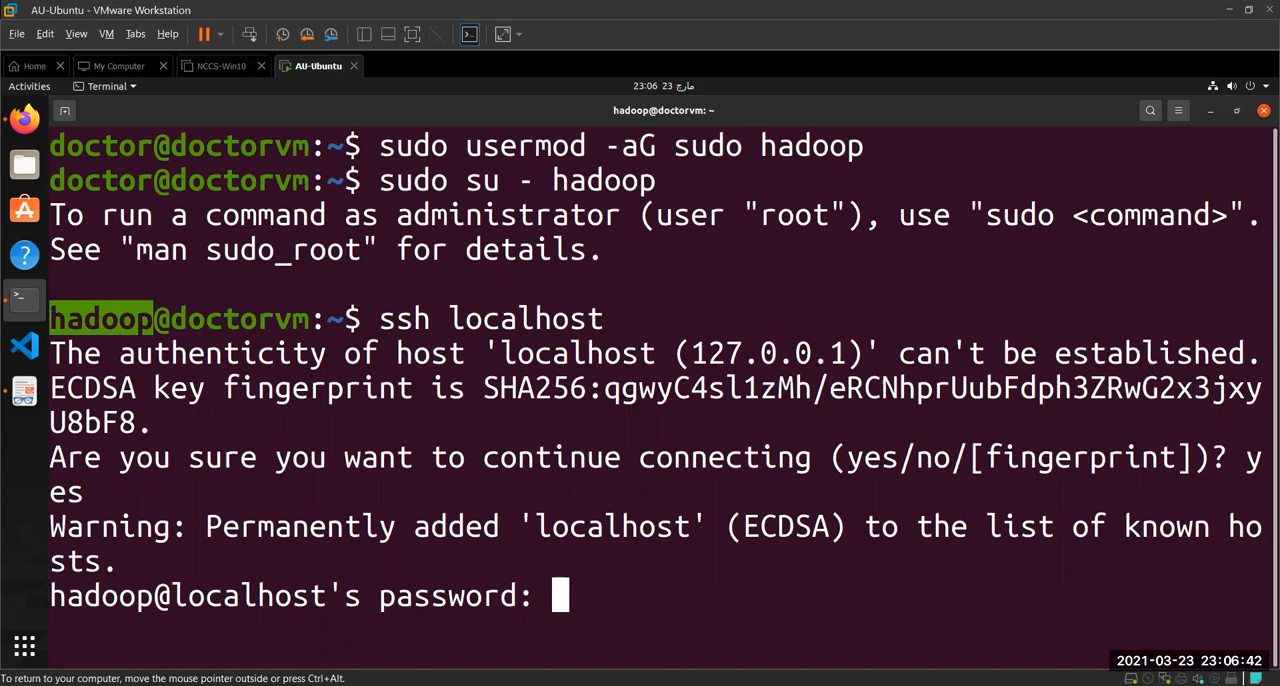 AU-Ubuntu - VMware Workstation
File Edit View VM Tabs Help
Home My Computer NCCS-Win10 AU-Ubuntu
Activities Terminal 23:06 23 مارچ
hadoop@doctorvm: ~
doctor@doctorvm:~$ sudo usermod -aG sudo hadoop
doctor@doctorvm:~$ sudo su - hadoop
To run a command as administrator (user "root"), use "sudo <command>".
See "man sudo_root" for details.
hadoop@doctorvm:~$ ssh localhost
The authenticity of host 'localhost (127.0.0.1)' can't be established.
ECDSA key fingerprint is SHA256:qgwyC4sl1zMh/eRCNhprUubFdph3ZRwG2x3jxy
U8bF8.
Are you sure you want to continue connecting (yes/no/[fingerprint])? y
es
Warning: Permanently added 'localhost' (ECDSA) to the list of known ho
sts.
hadoop@localhost's password:
2021-03-23 23:06:42
To return to your computer, move the mouse pointer outside or press Ctrl+Alt.